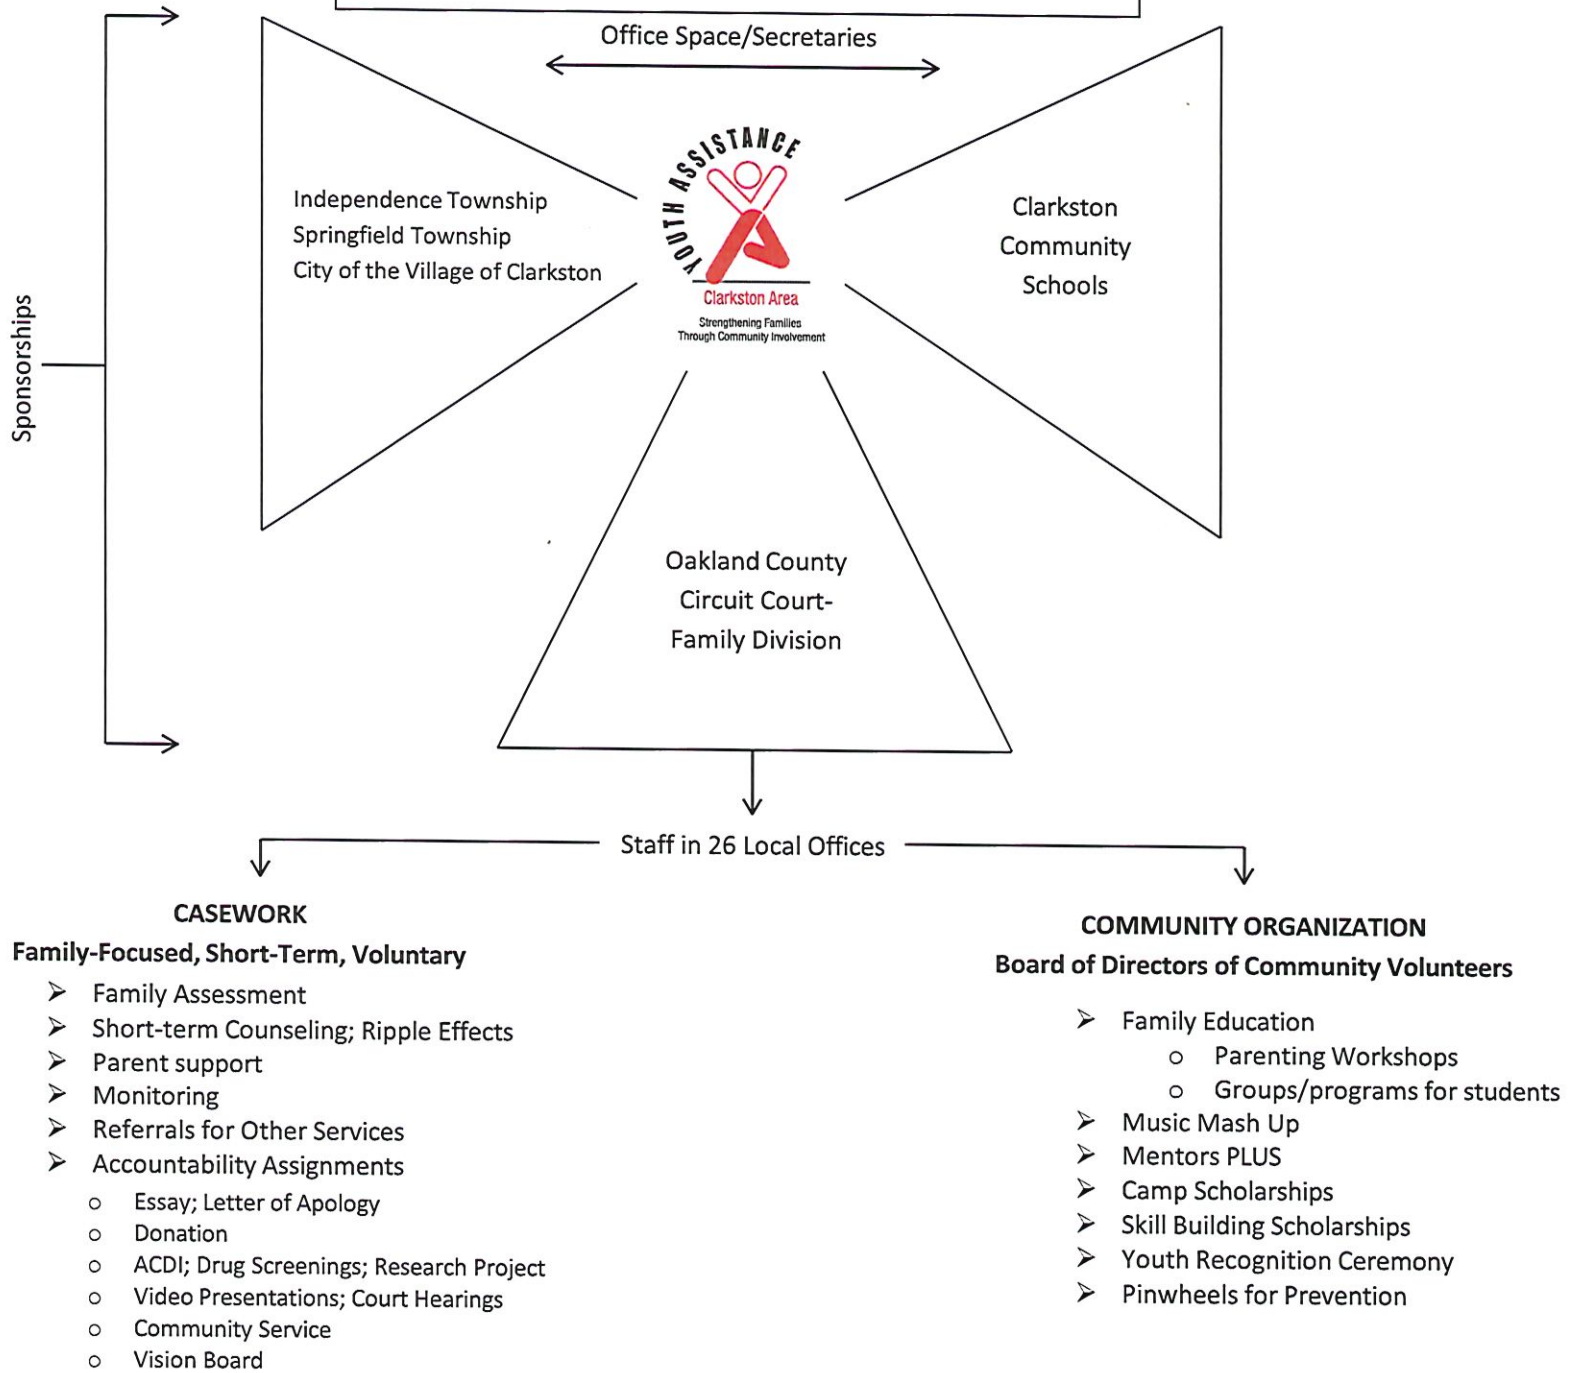 Office Space/Secretaries
YOUTH ASSISTANCE
Clarkston Area
Strengthening Families
Through Community Involvement
Independence Township
Springfield Township
City of the Village of Clarkston
Clarkston
Community
Schools
Sponsorships
Oakland County
Circuit Court-
Family Division
Staff in 26 Local Offices
CASEWORK
Family-Focused, Short-Term, Voluntary
➢ Family Assessment
➢ Short-term Counseling; Ripple Effects
➢ Parent support
➢ Monitoring
➢ Referrals for Other Services
➢ Accountability Assignments
o Essay; Letter of Apology
o Donation
o ACDI; Drug Screenings; Research Project
o Video Presentations; Court Hearings
o Community Service
o Vision Board
COMMUNITY ORGANIZATION
Board of Directors of Community Volunteers
➢ Family Education
o Parenting Workshops
o Groups/programs for students
➢ Music Mash Up
➢ Mentors PLUS
➢ Camp Scholarships
➢ Skill Building Scholarships
➢ Youth Recognition Ceremony
➢ Pinwheels for Prevention